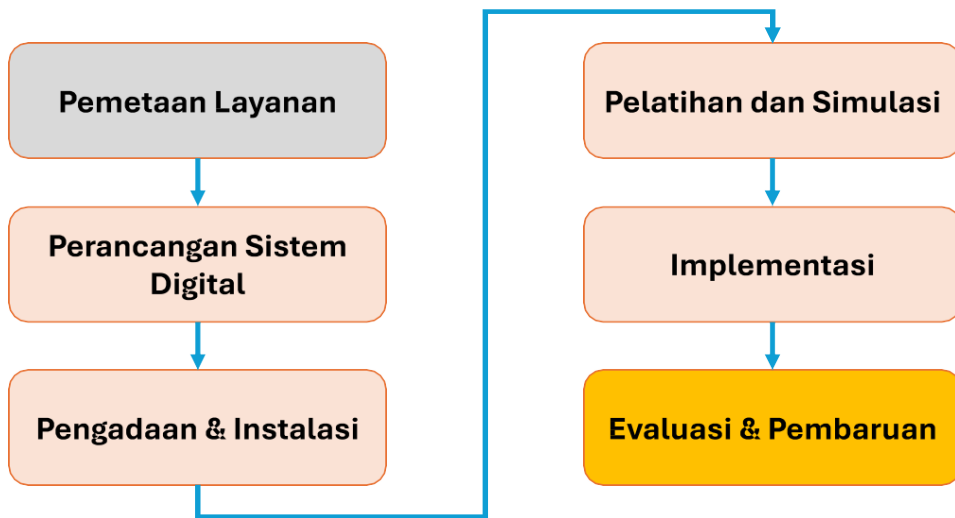 Pemetaan Layanan
Perancangan Sistem
Digital
Pengadaan & Instalasi
Pelatihan dan Simulasi
Implementasi
Evaluasi & Pembaruan